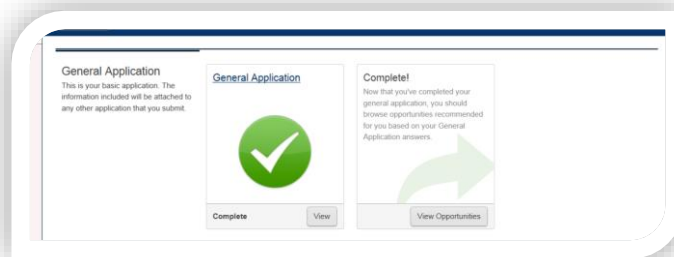 General Application
This is your basic application. The
information included will be attached to
any other application that you submit.
General Application
Complete
View
Complete!
Now that you've completed your
general application, you should
browse opportunities recommended
for you based on your General
Application answers.
View Opportunities